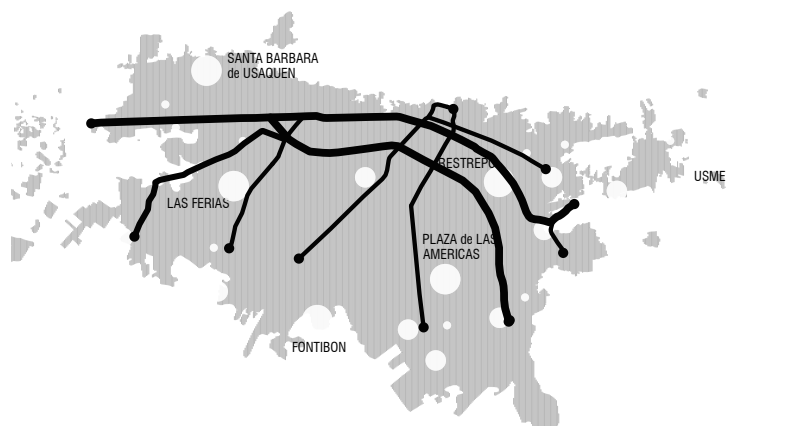 SANTA BARBARA
de USAQUEN
RESTREPO
USME
LAS FERIAS
PLAZA de LAS
AMERICAS
FONTIBON